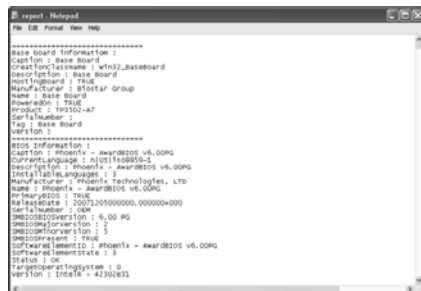 report - Notepad
File Edit Format View Help
==============================
Base board information :
Caption : Base Board
CreationClassName : Win32_BaseBoard
Description : Base Board
HostingBoard : TRUE
Manufacturer : Biostar Group
Name : Base Board
PoweredOn : TRUE
Product : TP35D2-A7
SerialNumber :
Tag : Base Board
Version :
==============================
BIOS Information :
Caption : Phoenix - AwardBIOS v6.00PG
CurrentLanguage : n|US|iso8859-1
Description : Phoenix - AwardBIOS v6.00PG
InstallableLanguages : 3
Manufacturer : Phoenix Technologies, LTD
Name : Phoenix - AwardBIOS v6.00PG
PrimaryBIOS : TRUE
ReleaseDate : 20071205000000.000000+000
SerialNumber : OEM
SMBIOSBIOSVersion : 6.00 PG
SMBIOSMajorVersion : 2
SMBIOSMinorVersion : 5
SMBIOSPresent : TRUE
SoftwareElementID : Phoenix - AwardBIOS v6.00PG
SoftwareElementState : 3
Status : OK
TargetOperatingSystem : 0
Version : IntelR - 42302e31